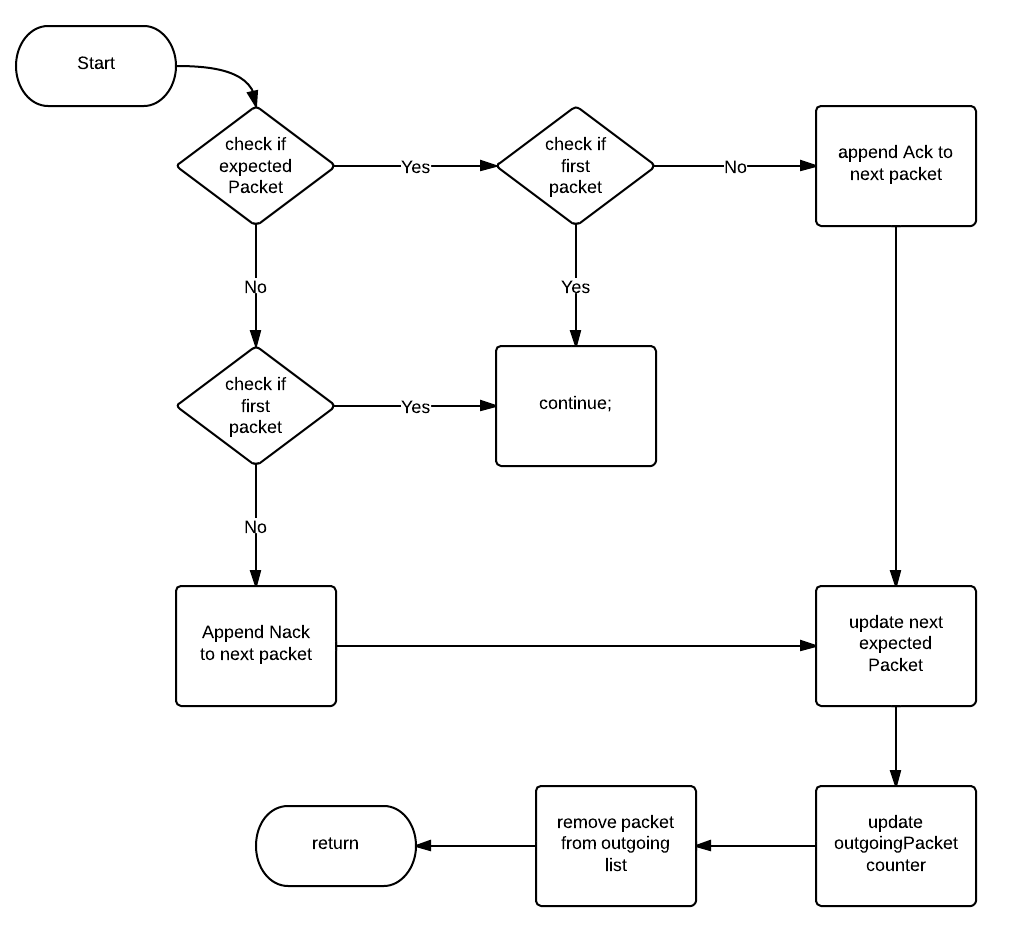 Start
check if
expected
Packet
Yes
check if
first
packet
No
append Ack to
next packet
No
Yes
check if
first
packet
Yes
continue;
No
Append Nack
to next packet
update next
expected
Packet
return
remove packet
from outgoing
list
update
outgoingPacket
counter